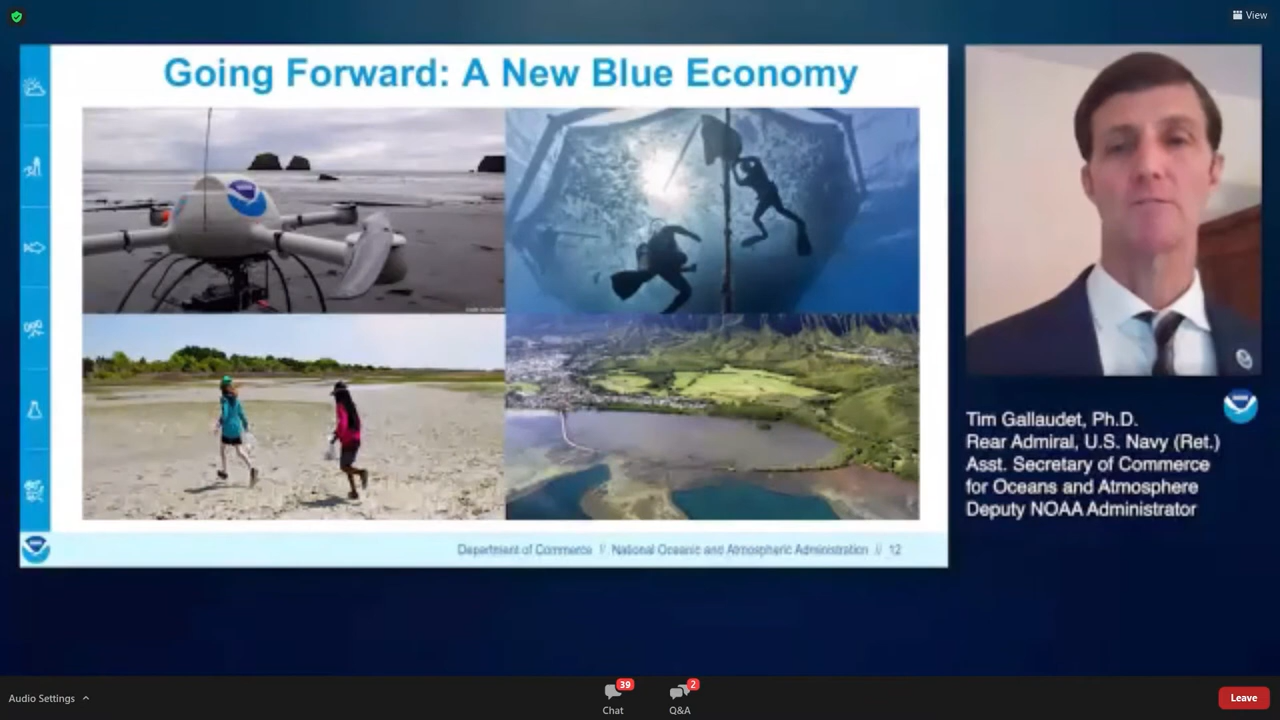 View
Going Forward: A New Blue Economy
Tim Gallaudet, Ph.D.
Rear Admiral, U.S. Navy (Ret.)
Asst. Secretary of Commerce
for Oceans and Atmosphere
Deputy NOAA Administrator
Department of Commerce // National Oceanic and Atmospheric Administration // 12
Audio Settings
39
Chat
2
Q&A
Leave